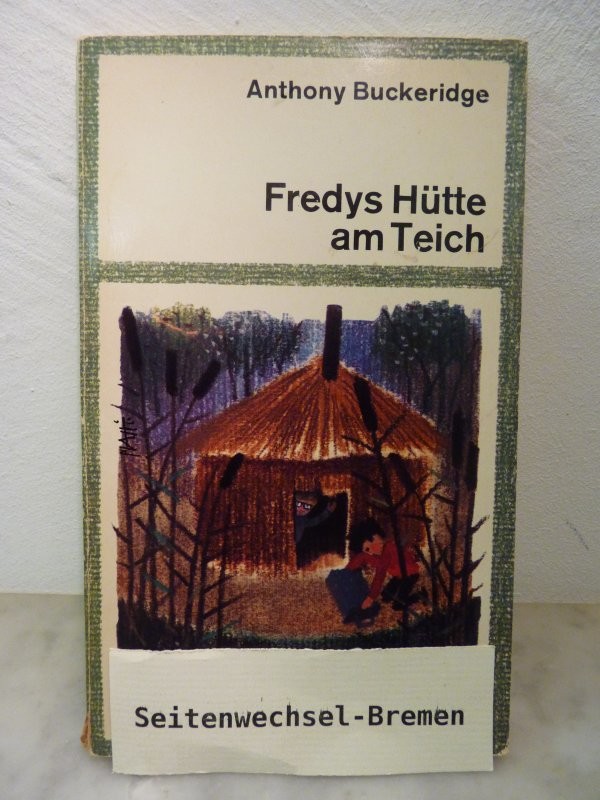 Anthony Buckeridge
Fredys Hütte
am Teich
Seitenwechsel-Bremen